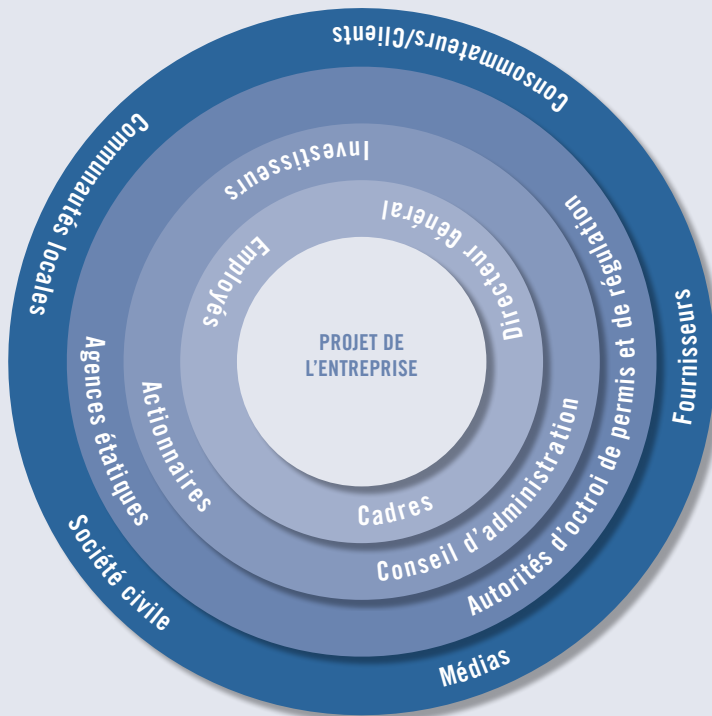 Consommateurs/Clients
Communautés locales
Investisseurs
Directeur Général
Employés
Autorités d'octroi de permis et de régulation
Fournisseurs
PROJET DE
L'ENTREPRISE
Agences étatiques
Actionnaires
Conseil d'administration
Cadres
Société civile
Médias